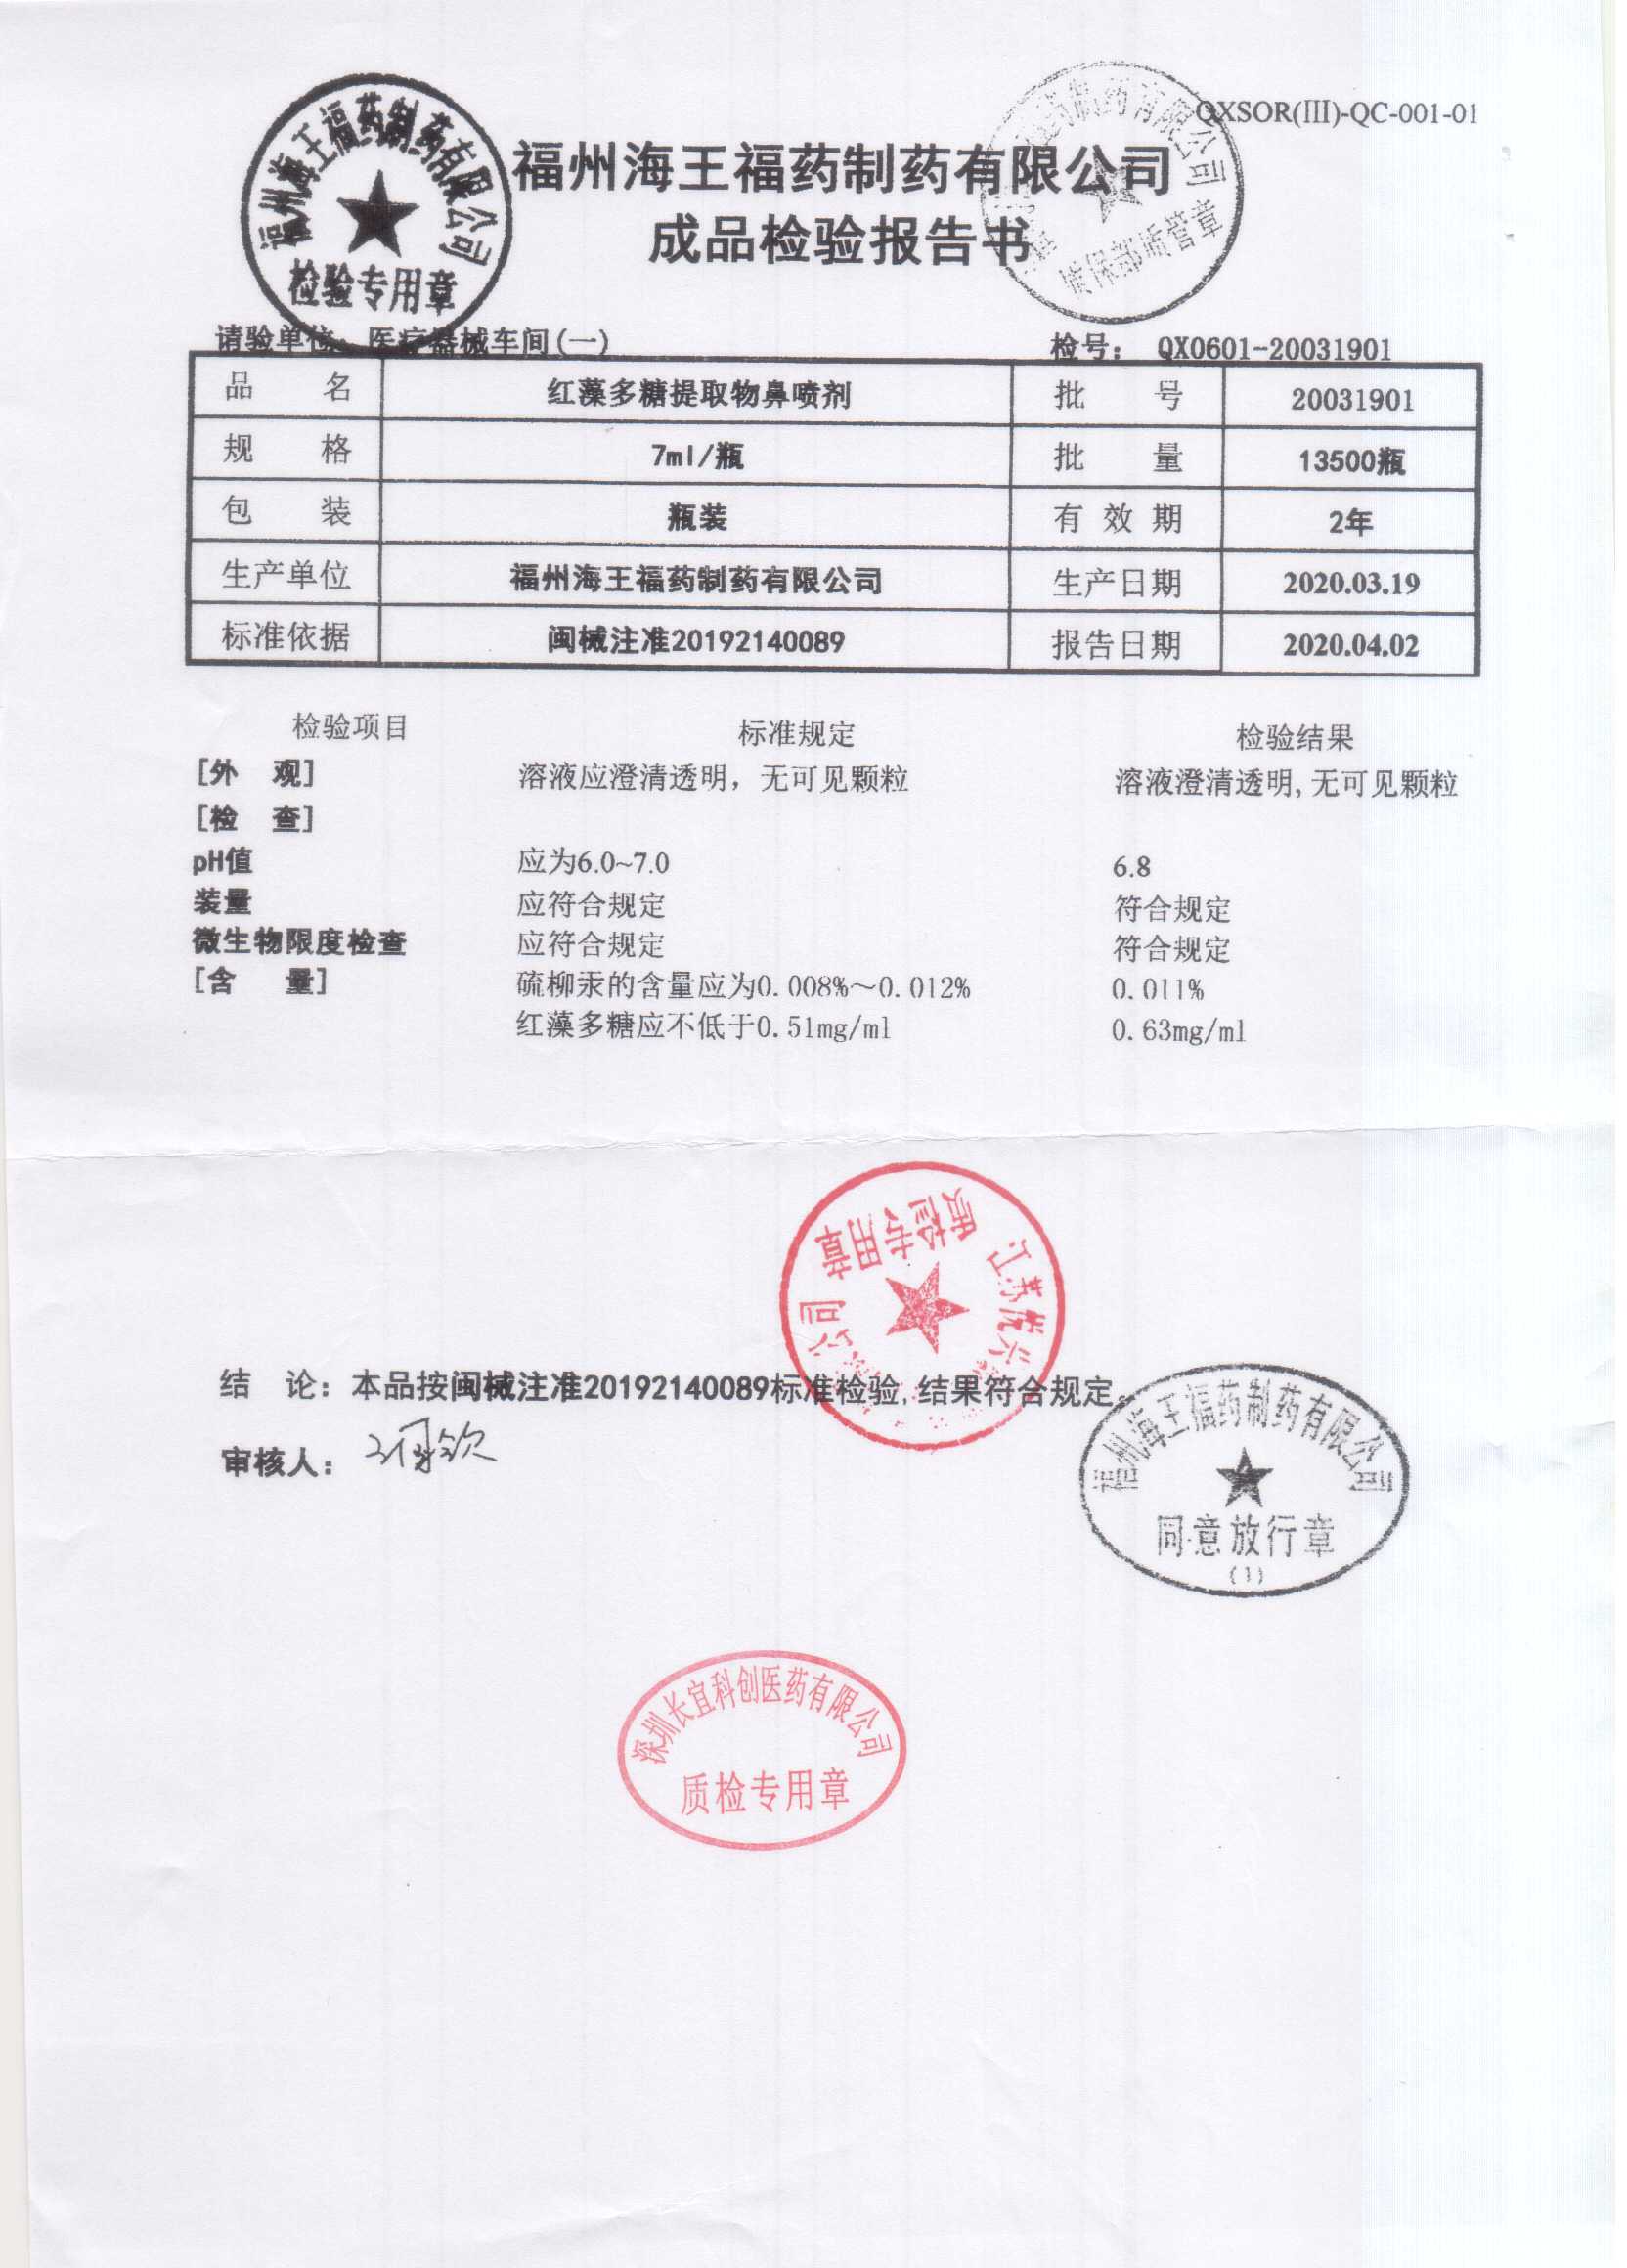 QXSOR(III)-QC-001-01
福州海王福药制药有限公司
检验专用章
福州海王福药制药有限公司
成品检验报告书
请验单位：医疗器械车间(一)
检号： QX0601-20031901
品 名 红藻多糖提取物鼻喷剂 批 号 20031901
规 格 7ml/瓶 批 量 13500瓶
包 装 瓶装 有 效 期 2年
生产单位 福州海王福药制药有限公司 生产日期 2020.03.19
标准依据 闽械注准20192140089 报告日期 2020.04.02
检验项目 标准规定 检验结果
[外 观] 溶液应澄清透明，无可见颗粒 溶液澄清透明,无可见颗粒
[检 查]
pH值 应为6.0~7.0 6.8
装量 应符合规定 符合规定
微生物限度检查 应符合规定 符合规定
[含 量] 硫柳汞的含量应为0.008%～0.012% 0.011%
红藻多糖应不低于0.51mg/ml 0.63mg/ml
质检专用章
结 论：本品按闽械注准20192140089标准检验,结果符合规定。
审核人：
福州海王福药制药有限公司
同意放行章
(1)
深圳长宜科创医药有限公司
质检专用章